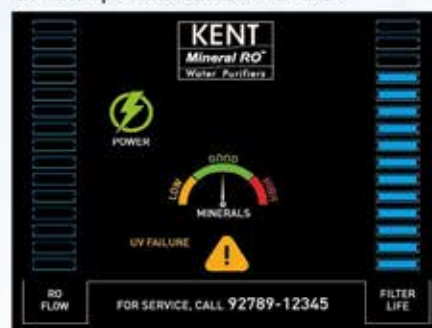 KENT
Mineral RO™
Water Purifiers
POWER
GOOD
LOW
HIGH
MINERALS
UV FAILURE
RO
FLOW
FOR SERVICE, CALL 92789-12345
FILTER
LIFE